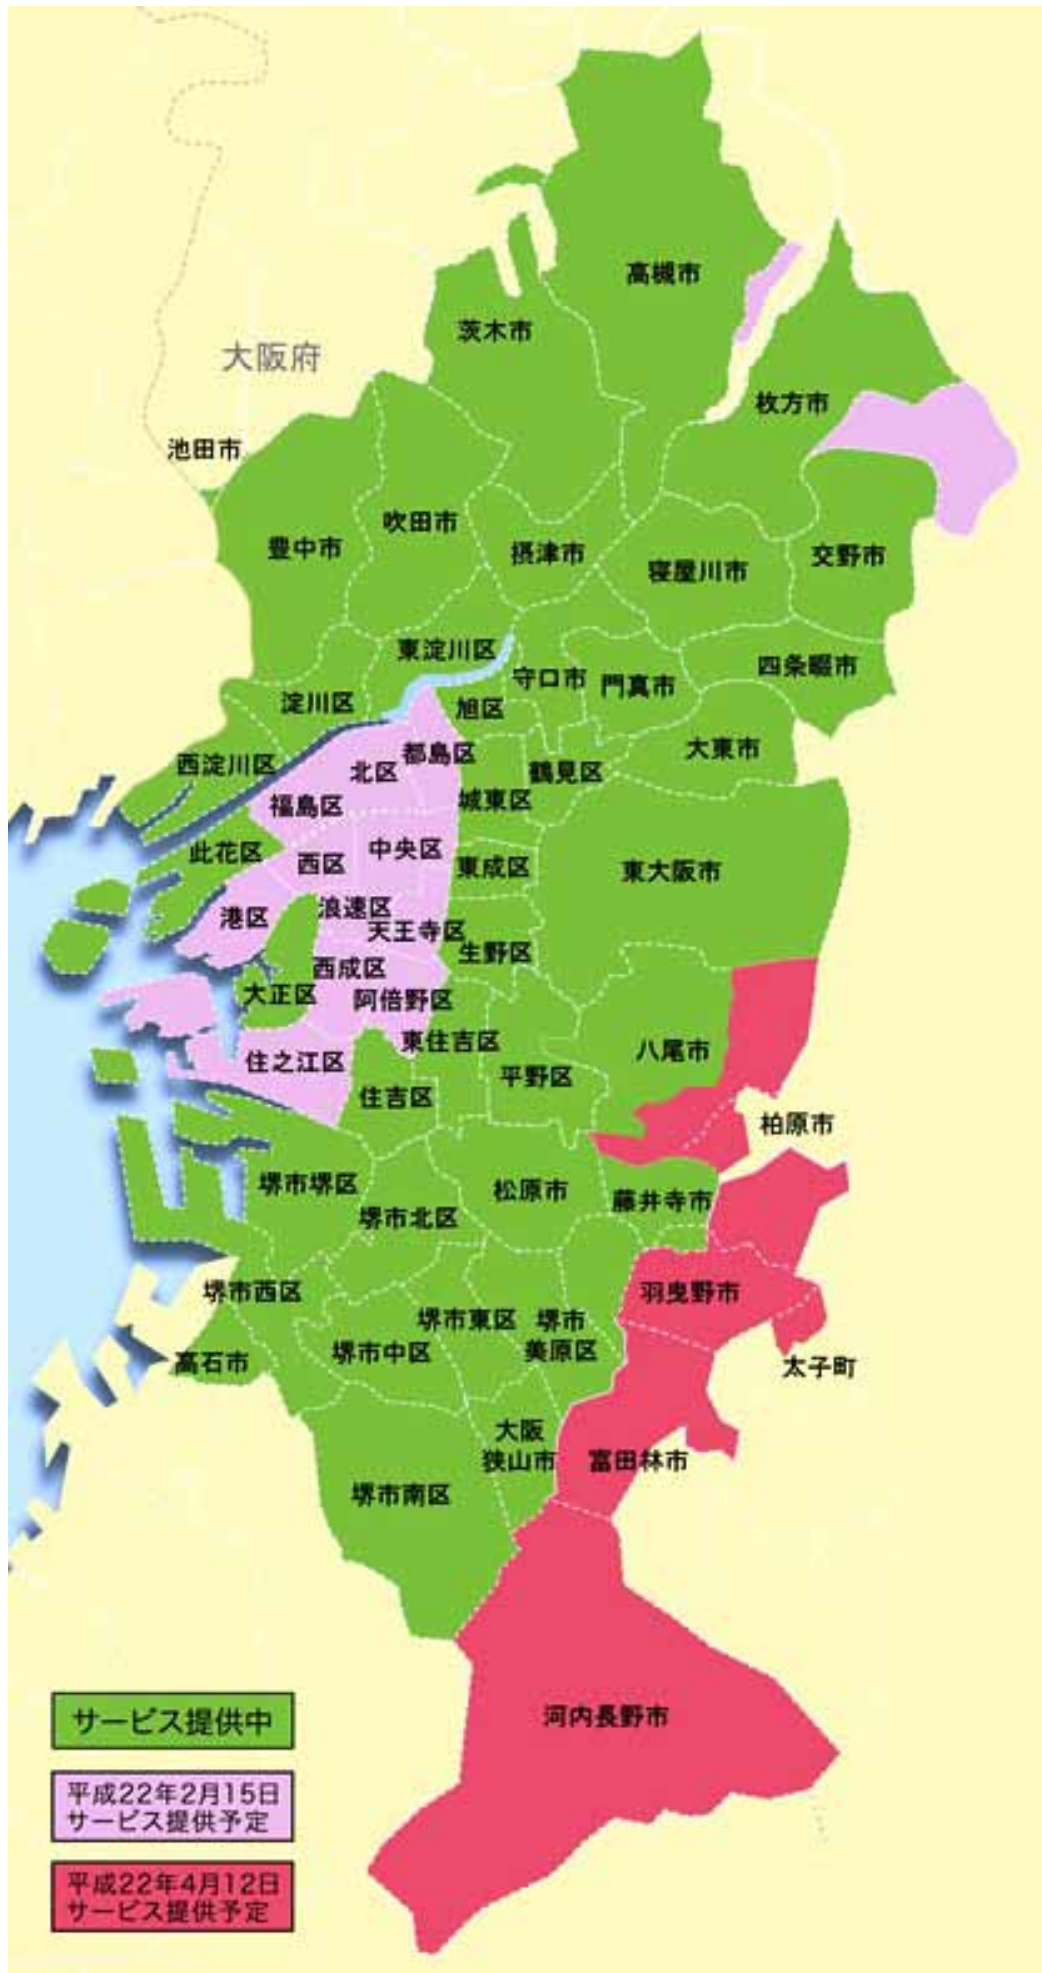 高槻市
茨木市
大阪府
枚方市
池田市
吹田市
豊中市
摂津市
寝屋川市
交野市
東淀川区
守口市
門真市
四条畷市
淀川区
旭区
西淀川区
北区
都島区
鶴見区
大東市
福島区
城東区
此花区
西区
中央区
東成区
東大阪市
港区
浪速区
天王寺区
生野区
西成区
大正区
阿倍野区
東住吉区
八尾市
住之江区
平野区
住吉区
柏原市
堺市堺区
堺市北区
松原市
藤井寺市
堺市西区
堺市東区
堺市
美原区
羽曳野市
堺市中区
高石市
太子町
大阪
狭山市
富田林市
堺市南区
河内長野市
サービス提供中
平成22年2月15日
サービス提供予定
平成22年4月12日
サービス提供予定